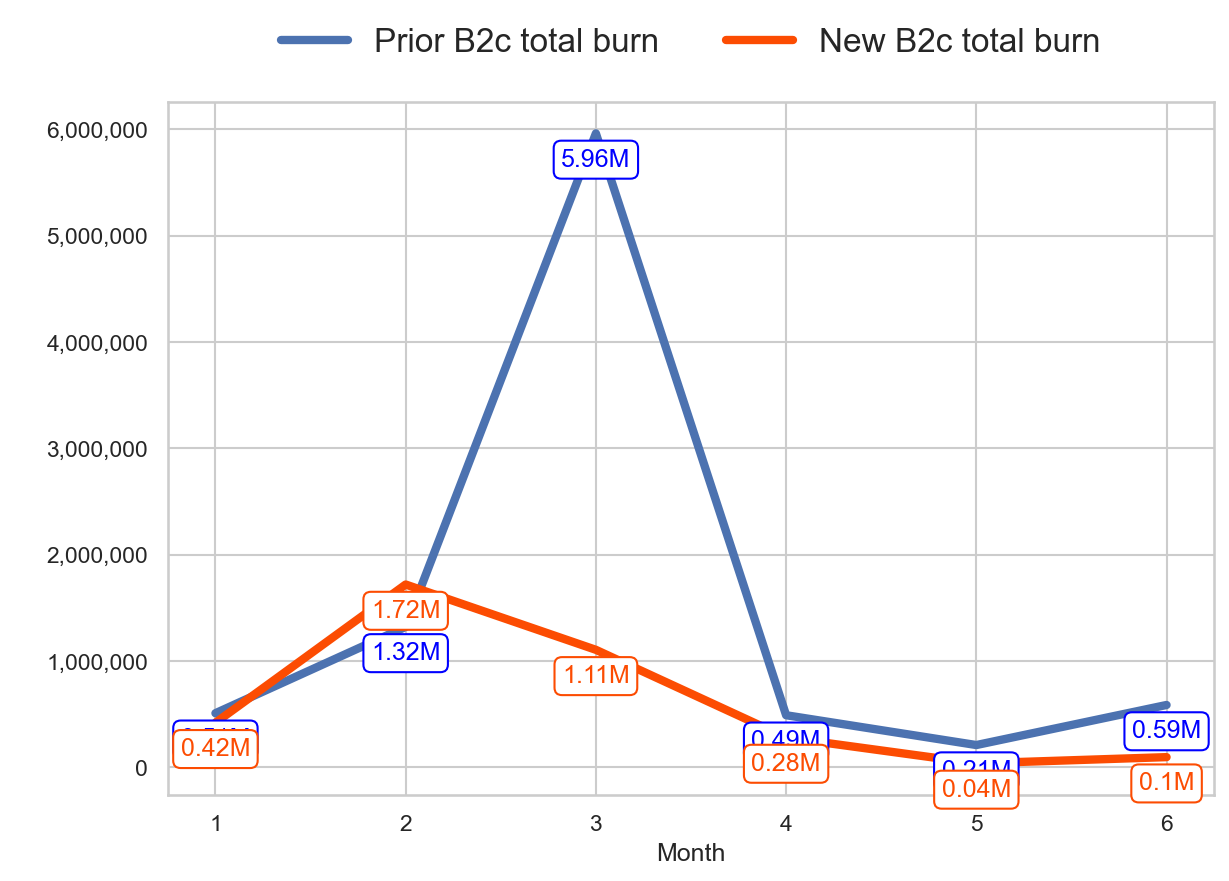 Prior B2c total burn New B2c total burn
6,000,000
5.96M
5,000,000
4,000,000
3,000,000
2,000,000
1.72M
1.32M
1,000,000
1.11M
0.59M
0.49M
0.42M
0.28M
0.21M
0
0.04M
0.1M
1 2 3 4 5 6
Month